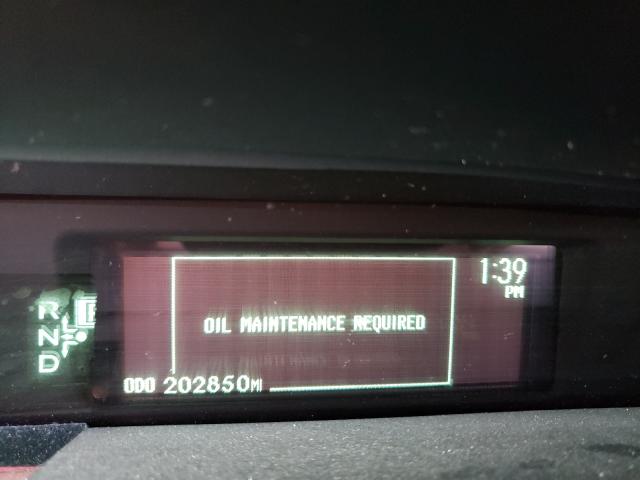 1:39
PM
R
N
D
OIL MAINTENANCE REQUIRED
ODO 202850MI